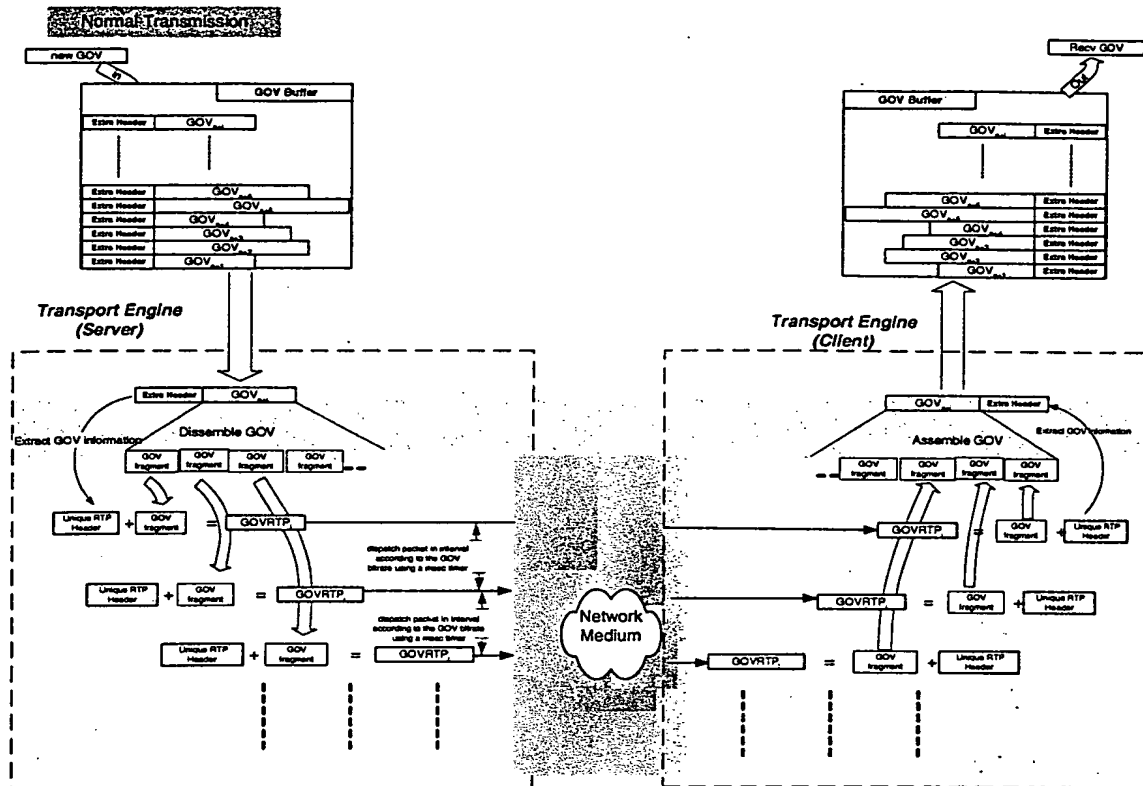 Normal Transmission
new GOV
In
GOV Buffer
Extra Header
Extra Header
Extra Header
Extra Header
Extra Header
Extra Header
Extra Header
Recv GOV
Out
GOV Buffer
Extra Header
Extra Header
Extra Header
Extra Header
Extra Header
Extra Header
Extra Header
Transport Engine
(Server)
Extra Header
Extract GOV information
Dissemble GOV
GOV
fragment
GOV
fragment
GOV
fragment
GOV
fragment
Unique RTP
Header
+
GOV
fragment
=
dispatch packet in interval
according to the GOV
bitrate using a msec timer
Unique RTP
Header
+
GOV
fragment
=
dispatch packet in interval
according to the GOV bitrate
using a msec timer
Unique RTP
Header
+
GOV
fragment
=
Network
Medium
Transport Engine
(Client)
Extra Header
Extract GOV information
Assemble GOV
GOV
fragment
GOV
fragment
GOV
fragment
GOV
fragment
=
GOV
fragment
+
Unique RTP
Header
=
GOV
fragment
+
Unique RTP
Header
=
GOV
fragment
+
Unique RTP
Header